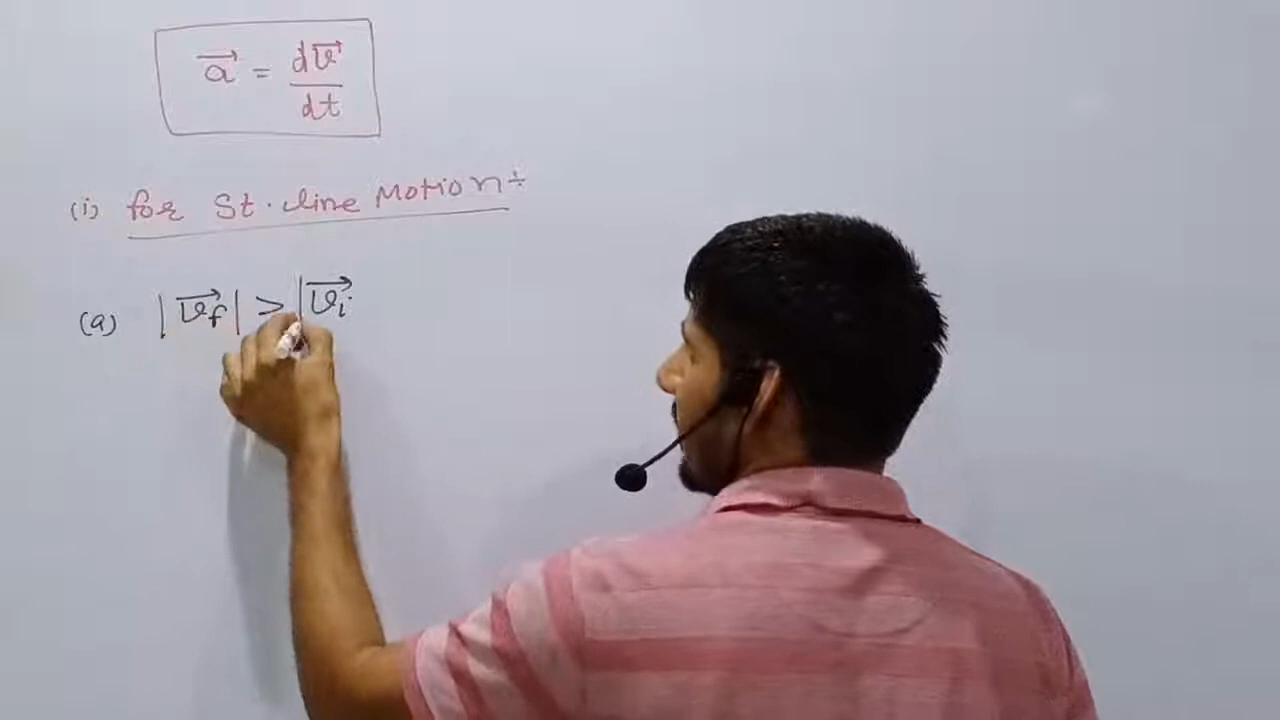 a⃗ = dv⃗/dt
(i) for St. line Motion ÷
(a) |v⃗f| > |v⃗i